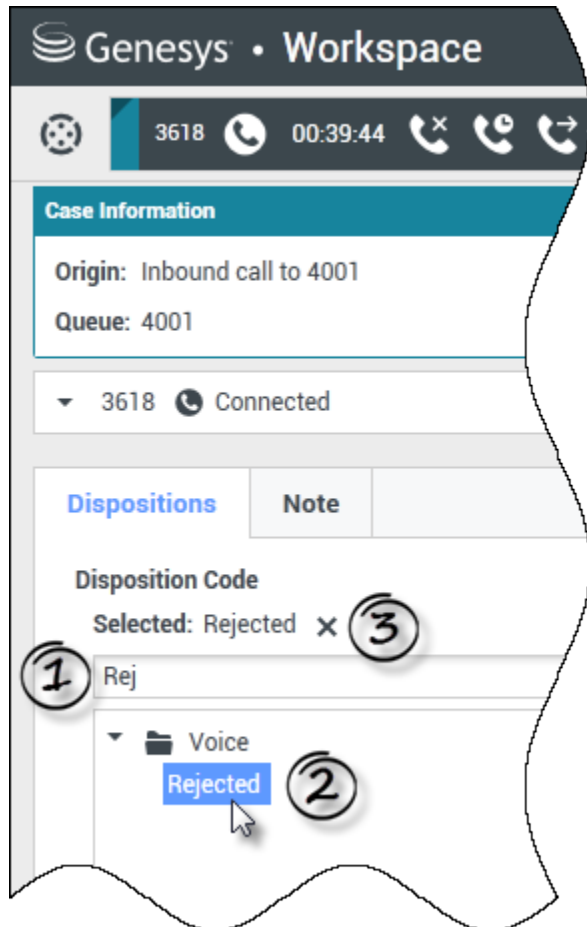 Genesys • Workspace
3618 00:39:44
Case Information
Origin: Inbound call to 4001
Queue: 4001
3618 Connected
Dispositions Note
Disposition Code
Selected: Rejected × 3
1 Rej
Voice
Rejected 2